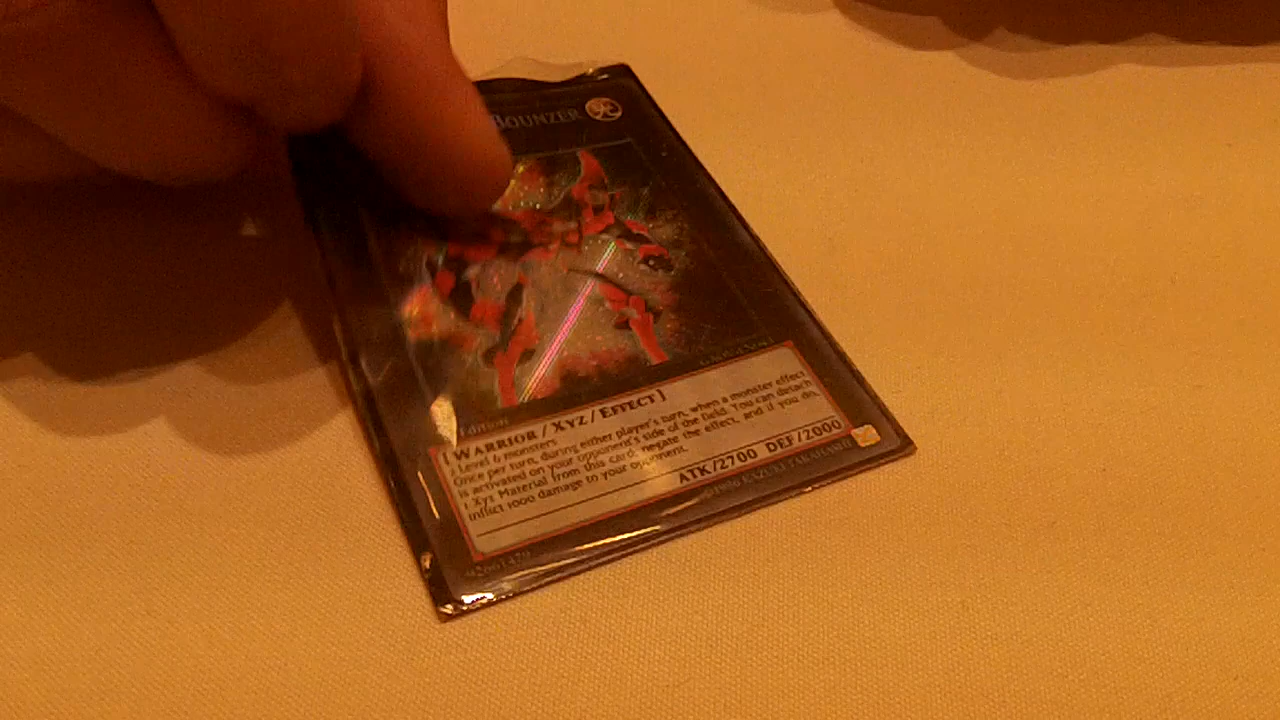 BOUNZER
Edition
[WARRIOR / XYZ / EFFECT]
2 Level 6 monsters
Once per turn, during either player's turn, when a monster effect
is activated on your opponent's side of the field: You can detach
1 Xyz Material from this card; negate the effect, and if you do,
inflict 1000 damage to your opponent.
ATK/2700 DEF/2000
©1996 KAZUKI TAKAHASHI